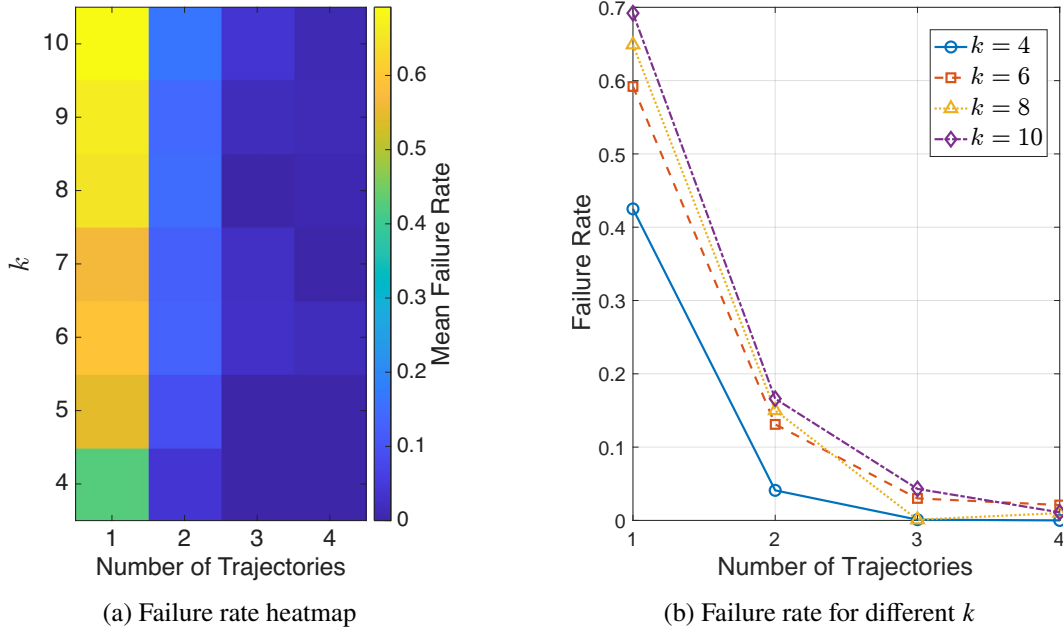 10
9
8
7
6
5
4
k
1
2
3
4
Number of Trajectories
0.6
0.5
0.4
0.3
0.2
0.1
0
Mean Failure Rate
(a) Failure rate heatmap
0.7
0.6
0.5
0.4
0.3
0.2
0.1
0
Failure Rate
1
2
3
4
Number of Trajectories
k = 4
k = 6
k = 8
k = 10
(b) Failure rate for different k